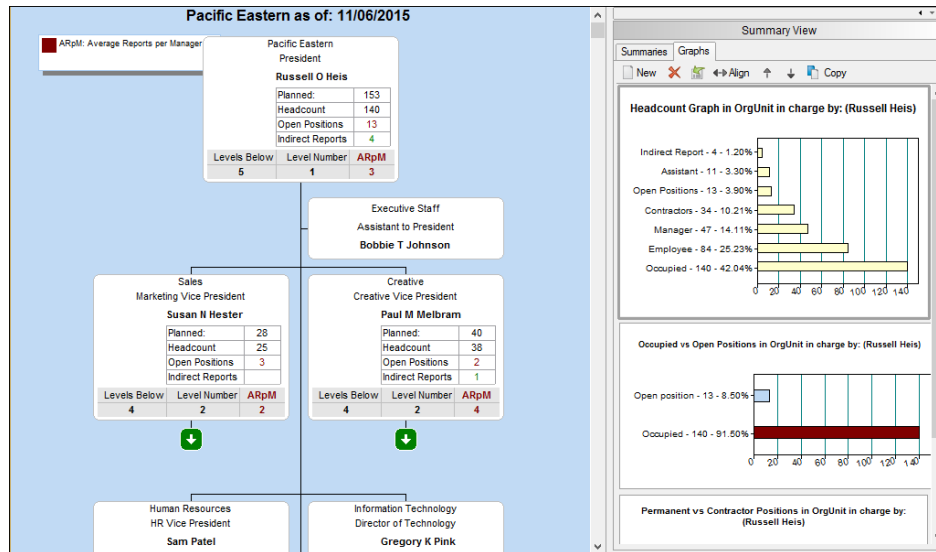 Pacific Eastern as of: 11/06/2015
ARpM: Average Reports per Manager
Pacific Eastern
President
Russell O Heis
Planned: 153
Headcount 140
Open Positions 13
Indirect Reports 4
Levels Below Level Number ARpM
5 1 3
Executive Staff
Assistant to President
Bobbie T Johnson
Sales
Marketing Vice President
Susan N Hester
Planned: 28
Headcount 25
Open Positions 3
Indirect Reports
Levels Below Level Number ARpM
4 2 2
Creative
Creative Vice President
Paul M Melbram
Planned: 40
Headcount 38
Open Positions 2
Indirect Reports 1
Levels Below Level Number ARpM
4 2 4
Human Resources
HR Vice President
Sam Patel
Information Technology
Director of Technology
Gregory K Pink
Summary View
Summaries Graphs
New Align Copy
Headcount Graph in OrgUnit in charge by: (Russell Heis)
Indirect Report - 4 - 1.20%
Assistant - 11 - 3.30%
Open Positions - 13 - 3.90%
Contractors - 34 - 10.21%
Manager - 47 - 14.11%
Employee - 84 - 25.23%
Occupied - 140 - 42.04%
0 20 40 60 80 100 120 140
Occupied vs Open Positions in OrgUnit in charge by: (Russell Heis)
Open position - 13 - 8.50%
Occupied - 140 - 91.50%
0 20 40 60 80 100 120 140
Permanent vs Contractor Positions in OrgUnit in charge by:
(Russell Heis)